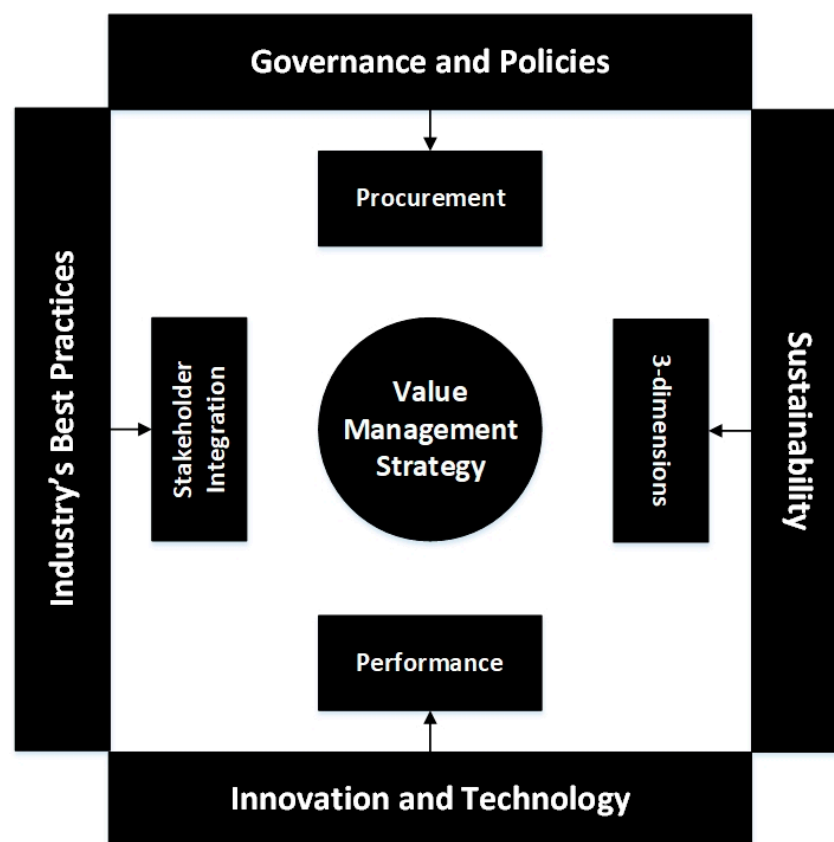 Governance and Policies
Procurement
Industry's Best Practices
Stakeholder
Integration
Value
Management
Strategy
3-dimensions
Sustainability
Performance
Innovation and Technology